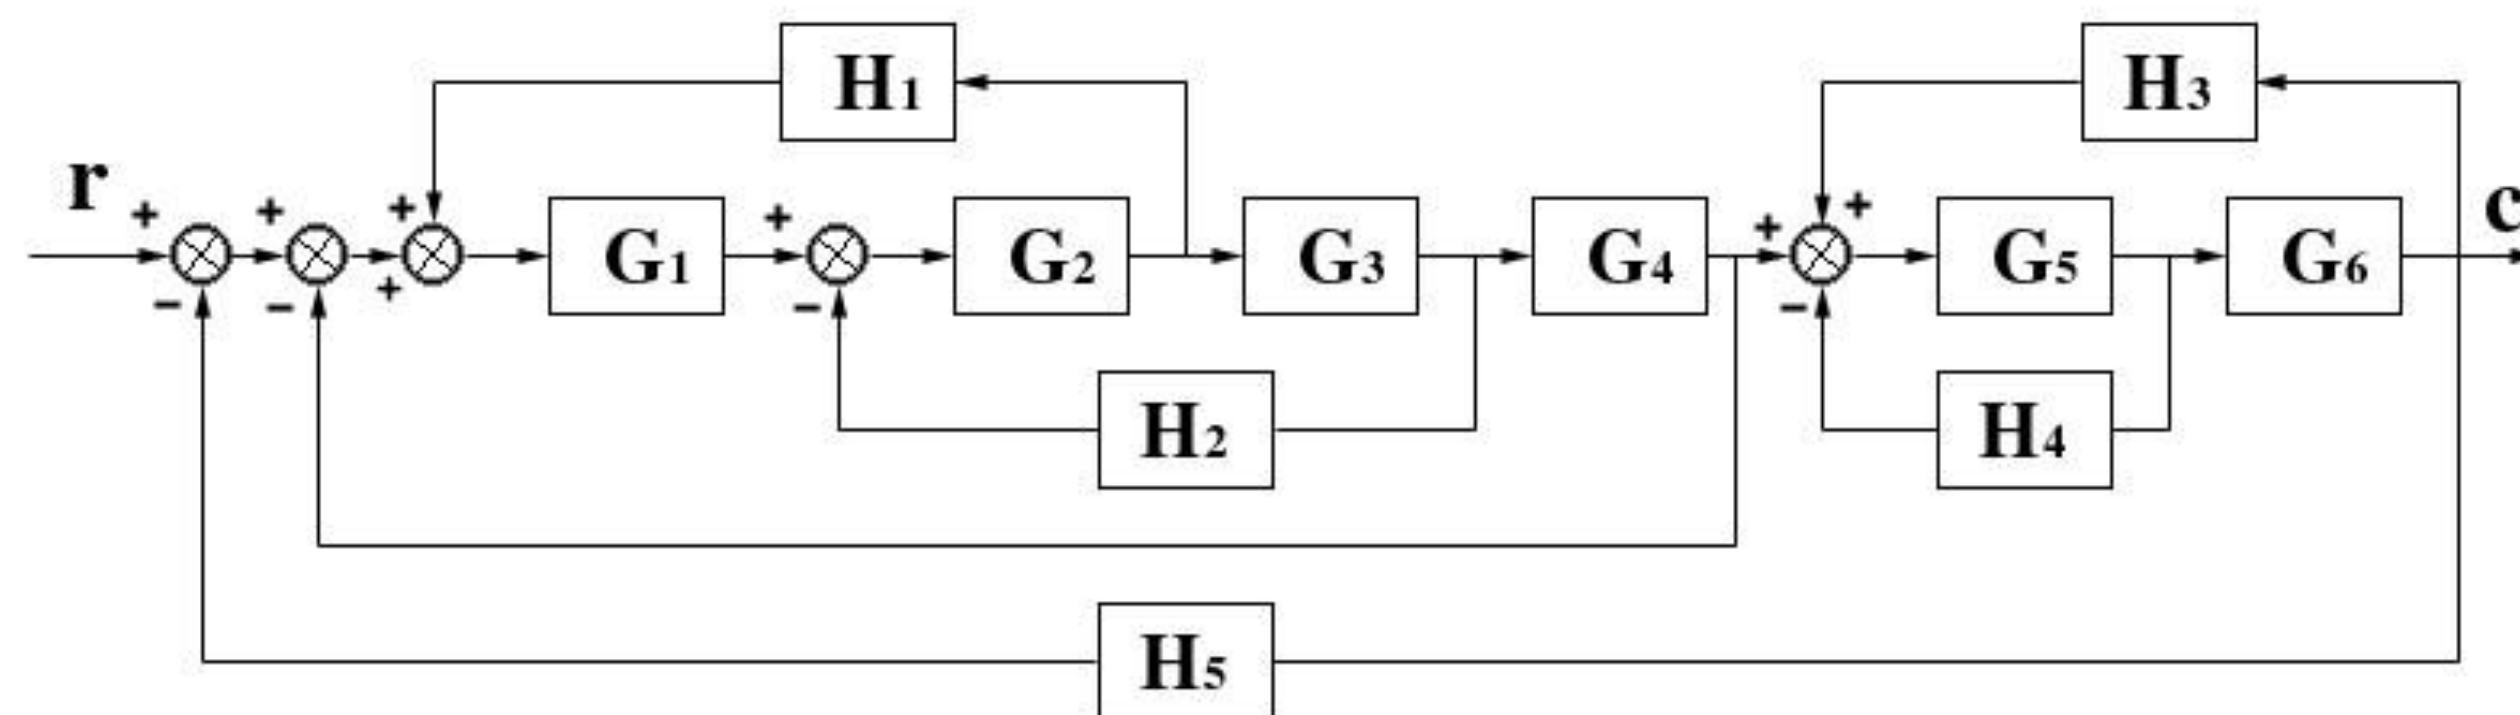 H1 H3
r + + + + + + c
G1 G2 G3 G4 G5 G6
- - + - -
H2 H4
H5